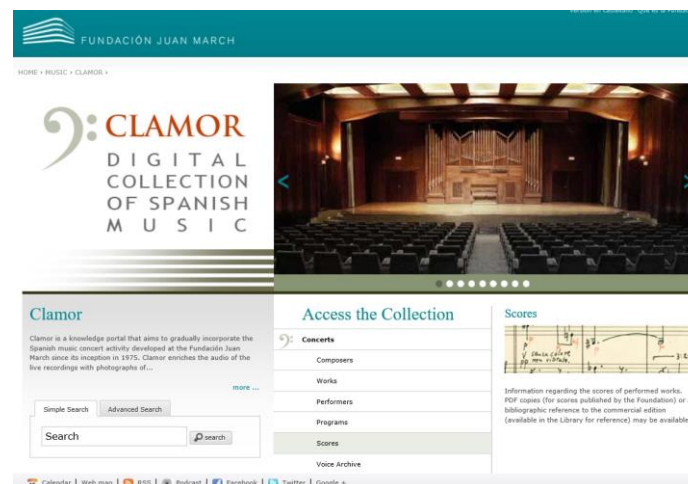 FUNDACIÓN JUAN MARCH
HOME › MUSIC › CLAMOR ›
CLAMOR
DIGITAL
COLLECTION
OF SPANISH
MUSIC
Clamor
Clamor is a knowledge portal that aims to gradually incorporate the
Spanish music concert activity developed at the Fundación Juan
March since its inception in 1975. Clamor enriches the audio of the
live recordings with photographs of...
more ...
Simple Search
Advanced Search
Search
search
Access the Collection
Concerts
Composers
Works
Performers
Programs
Scores
Voice Archive
Scores
Information regarding the scores of performed works.
PDF copies (for scores published by the Foundation) or
bibliographic reference to the commercial edition
(available in the Library for reference) may be available
Calendar | Web map | RSS | Podcast | Facebook | Twitter | Google +